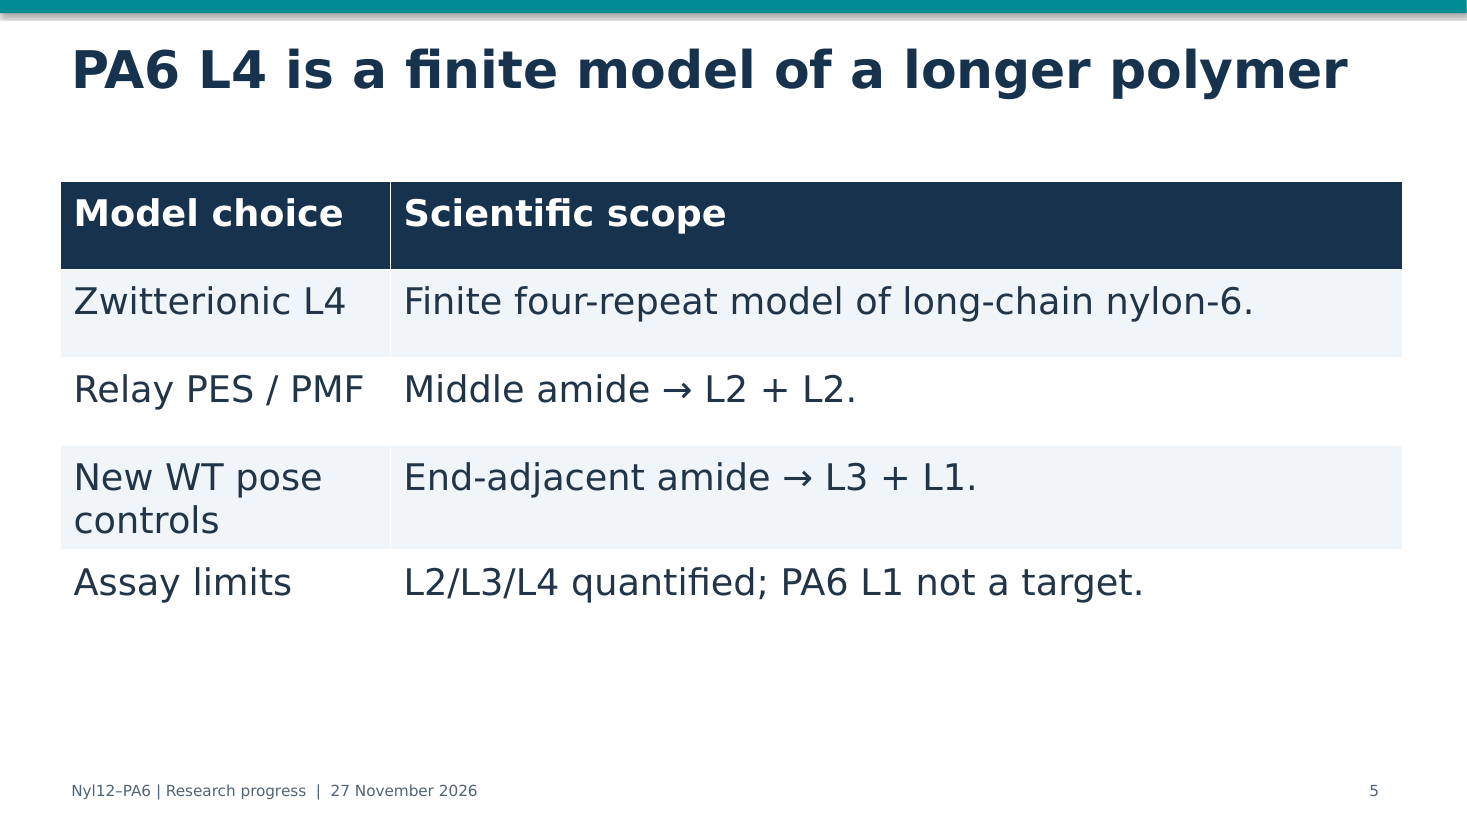 PA6 L4 is a finite model of a longer polymer
Model choice
Scientific scope
Zwitterionic L4
Finite four-repeat model of long-chain nylon-6.
Relay PES / PMF
Middle amide → L2 + L2.
New WT pose
controls
End-adjacent amide → L3 + L1.
Assay limits
L2/L3/L4 quantified; PA6 L1 not a target.
Nyl12–PA6 | Research progress | 27 November 2026
5